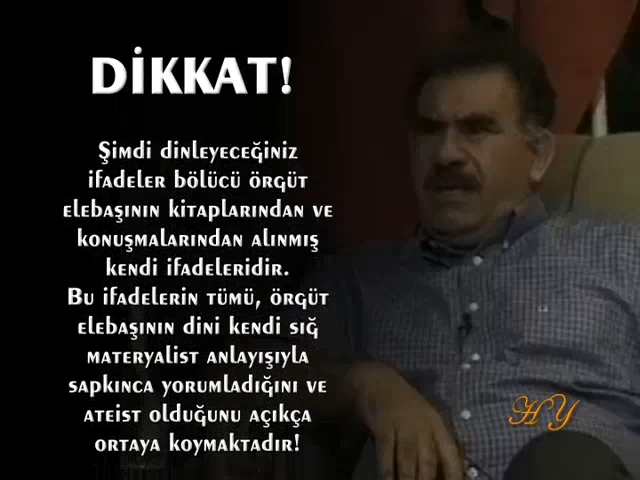 DİKKAT!
Şimdi dinleyeceğiniz
ifadeler bölücü örgüt
elebaşının kitaplarından ve
konuşmalarından alınmış
kendi ifadeleridir.
Bu ifadelerin tümü, örgüt
elebaşının dini kendi sığ
materyalist anlayışıyla
sapkınca yorumladığını ve
ateist olduğunu açıkça
ortaya koymaktadır!
HY